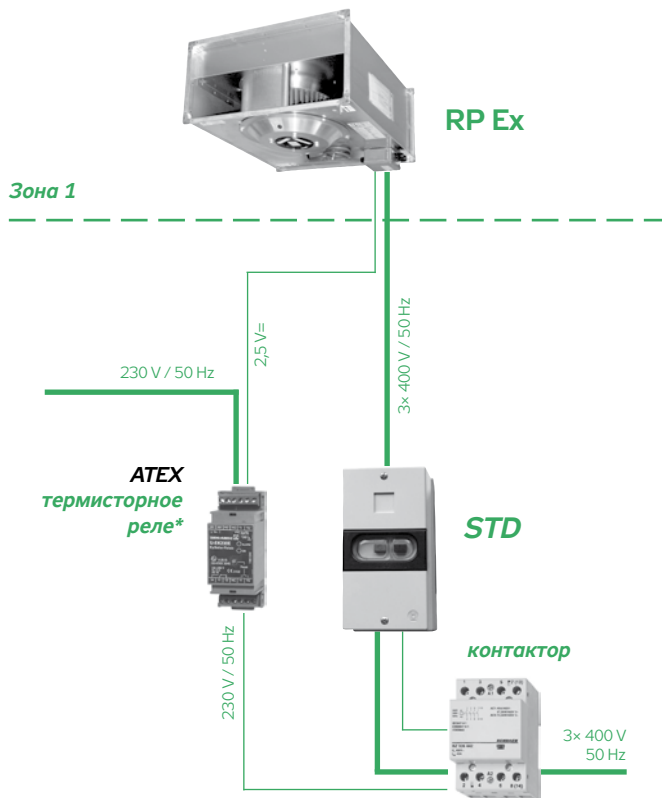 RP Ex
Зона 1
2,5 V=
3× 400 V / 50 Hz
230 V / 50 Hz
ATEX
термисторное
реле*
STD
230 V / 50 Hz
контактор
3× 400 V
50 Hz